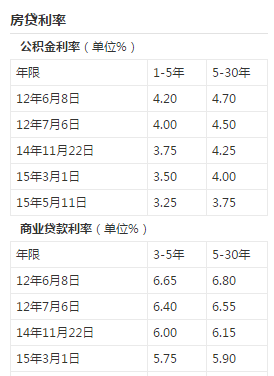 房贷利率
公积金利率（单位%）
年限 1-5年 5-30年
12年6月8日 4.20 4.70
12年7月6日 4.00 4.50
14年11月22日 3.75 4.25
15年3月1日 3.50 4.00
15年5月11日 3.25 3.75
商业贷款利率（单位%）
年限 3-5年 5-30年
12年6月8日 6.65 6.80
12年7月6日 6.40 6.55
14年11月22日 6.00 6.15
15年3月1日 5.75 5.90